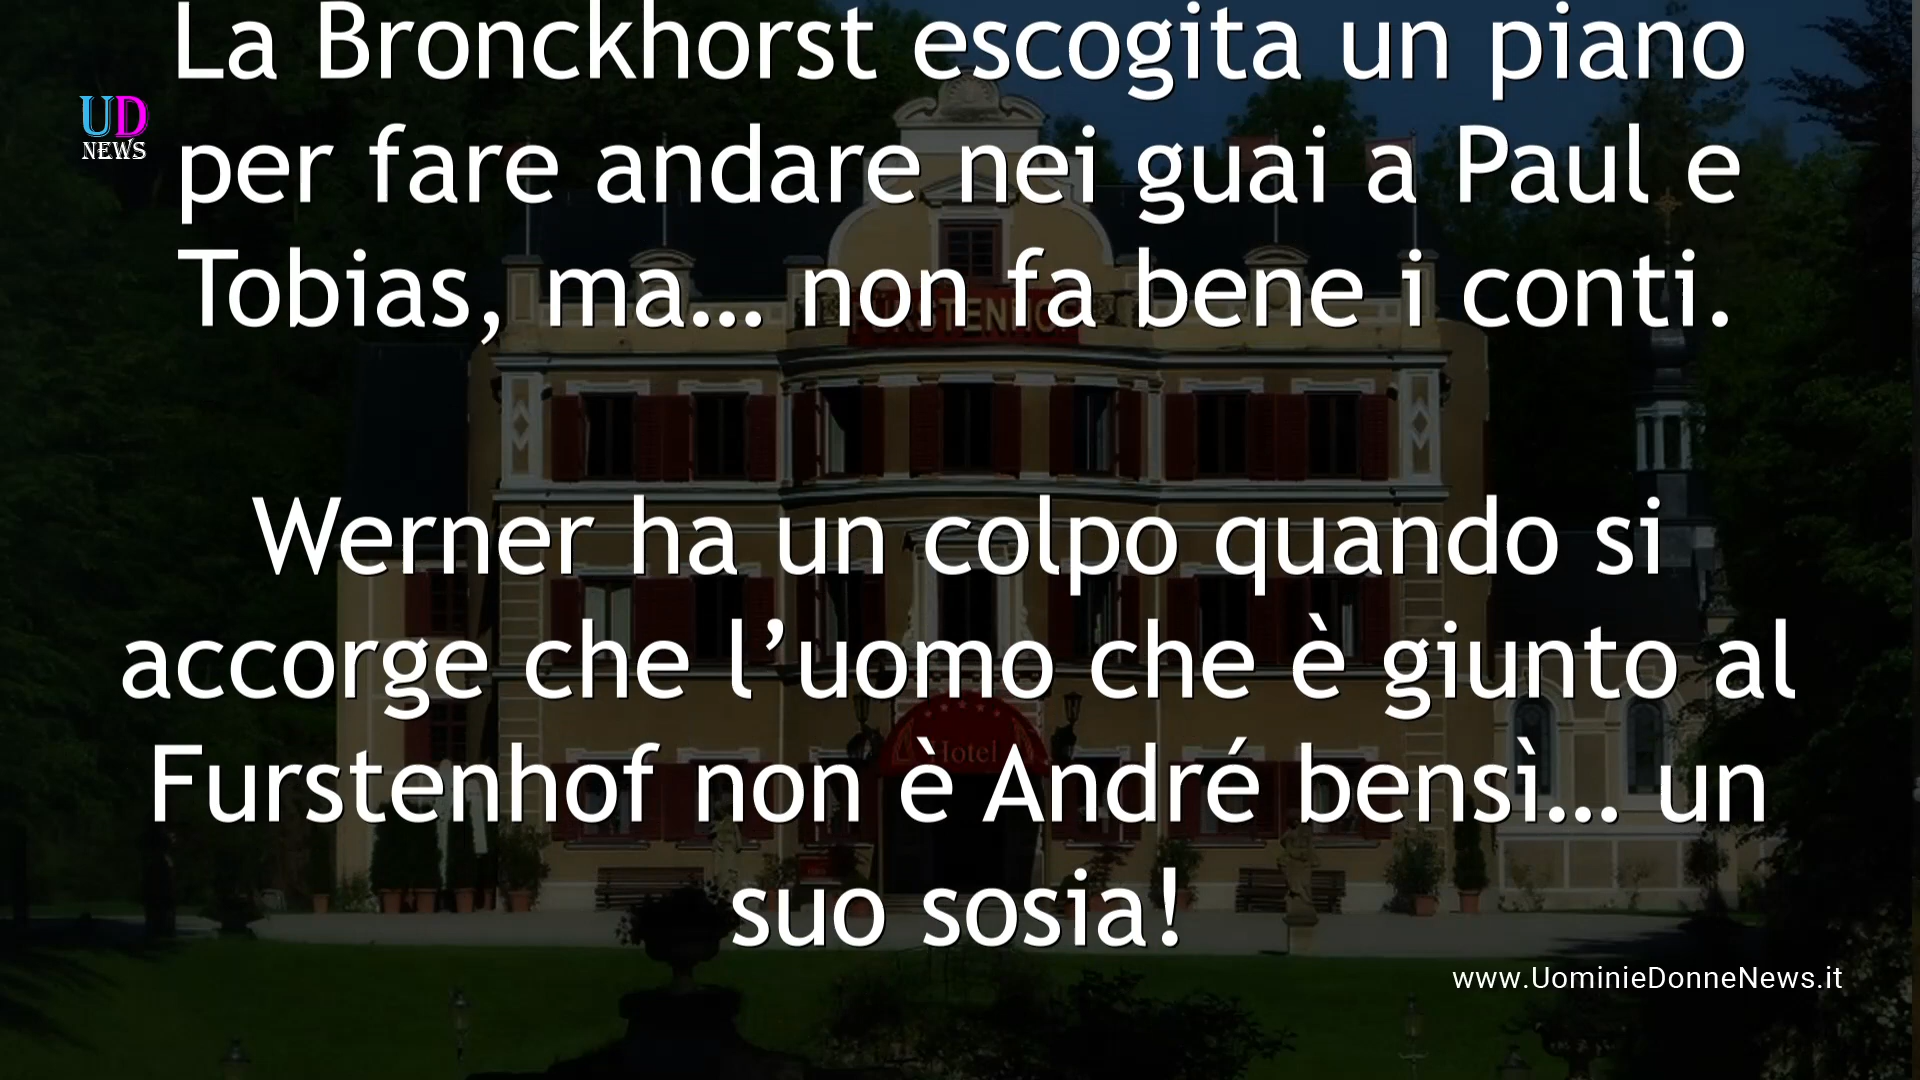 La Bronckhorst escogita un piano
UD
NEWS
per fare andare nei guai a Paul e
Tobias, ma... non fa bene i conti.
FÜRSTENHOF
Werner ha un colpo quando si
accorge che l’uomo che è giunto al
Hotel
Furstenhof non è André bensì... un
suo sosia!
www.UominieDonneNews.it